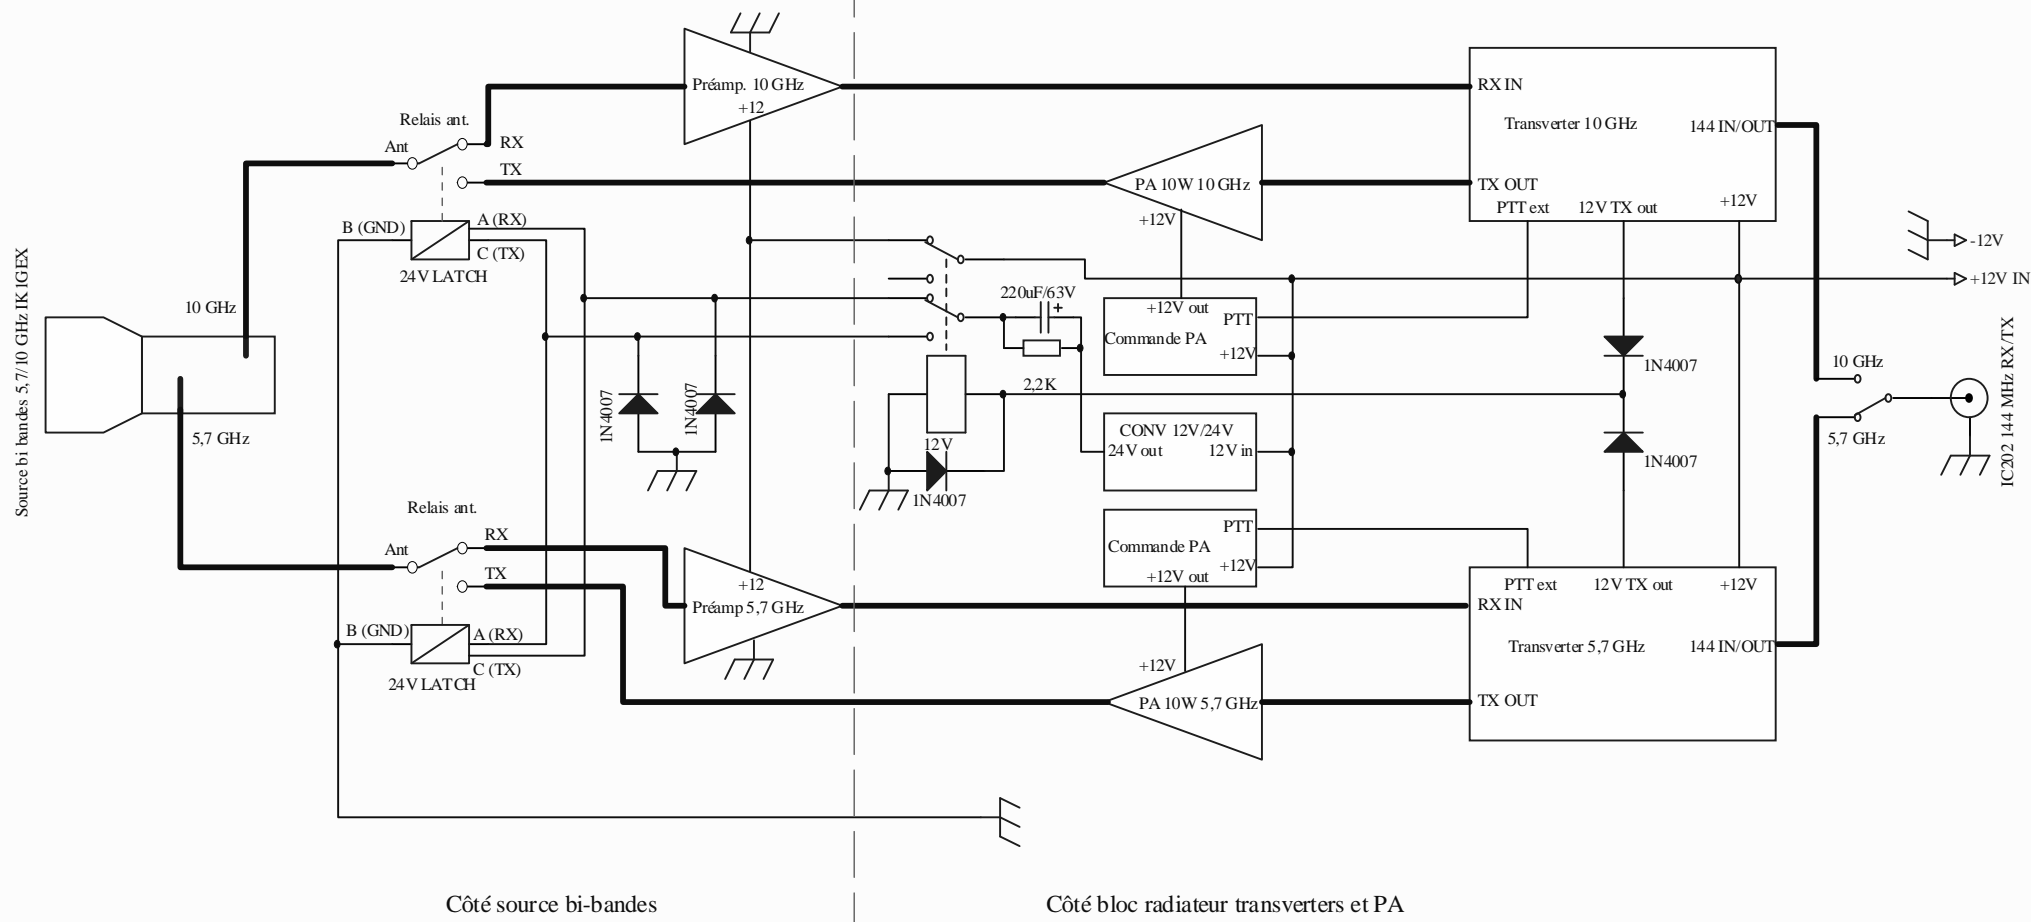 Préamp. 10 GHz
+12
Relais ant.
Ant
RX
TX
B (GND)
A (RX)
C (TX)
24V LATCH
10 GHz
5,7 GHz
Source bi bandes 5,7/10 GHz IK1GEX
PA 10W 10 GHz
+12V
RX IN
Transverter 10 GHz
144 IN/OUT
TX OUT
PTT ext
12V TX out
+12V
-12V
+12V IN
220uF/63V
+
+12V out
PTT
Commande PA
+12V
1N4007
1N4007
2,2K
12V
1N4007
CONV 12V/24V
24V out
12V in
1N4007
1N4007
10 GHz
5,7 GHz
IC202 144 MHz RX/TX
Relais ant.
Ant
RX
TX
B (GND)
A (RX)
C (TX)
24V LATCH
+12
Préamp 5,7 GHz
PTT
Commande PA
+12V
+12V out
+12V
PA 10W 5,7 GHz
PTT ext
12V TX out
+12V
RX IN
Transverter 5,7 GHz
144 IN/OUT
TX OUT
Côté source bi-bandes
Côté bloc radiateur transverters et PA